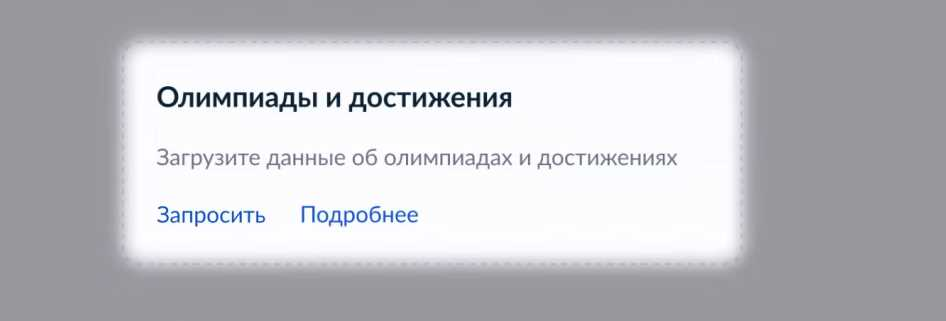 Олимпиады и достижения
Загрузите данные об олимпиадах и достижениях
Запросить Подробнее